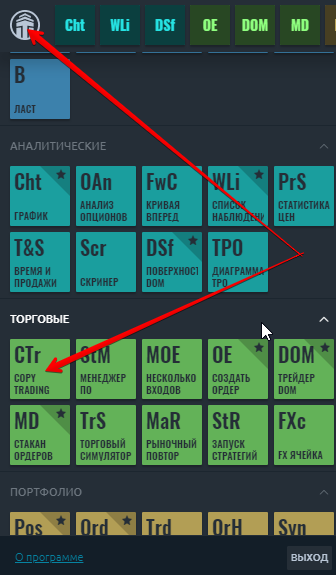 Cht WLi DSf OE DOM MD
B
ЛАСТ
АНАЛИТИЧЕСКИЕ
Cht OAn FwC WLi PrS
ГРАФИК АНАЛИЗ ОПЦИОНОВ КРИВАЯ ВПЕРЕД СПИСОК НАБЛЮДЕНИ СТАТИСТИКА ЦЕН
T&S Scr DSf TPO
ВРЕМЯ И ПРОДАЖИ СКРИНЕР ПОВЕРХНОСТ DOM ДИАГРАММА TPO
ТОРГОВЫЕ
CTr StM MOE OE DOM
COPY TRADING МЕНЕДЖЕР ПО НЕСКОЛЬКО ВХОДОВ СОЗДАТЬ ОРДЕР ТРЕЙДЕР DOM
MD TrS MaR StR FXc
СТАКАН ОРДЕРОВ ТОРГОВЫЙ СИМУЛЯТОР РЫНОЧНЫЙ ПОВТОР ЗАПУСК СТРАТЕГИЙ FX ЯЧЕЙКА
ПОРТФОЛИО
Pos Ord Trd OrH Syn
О программе ВЫХОД